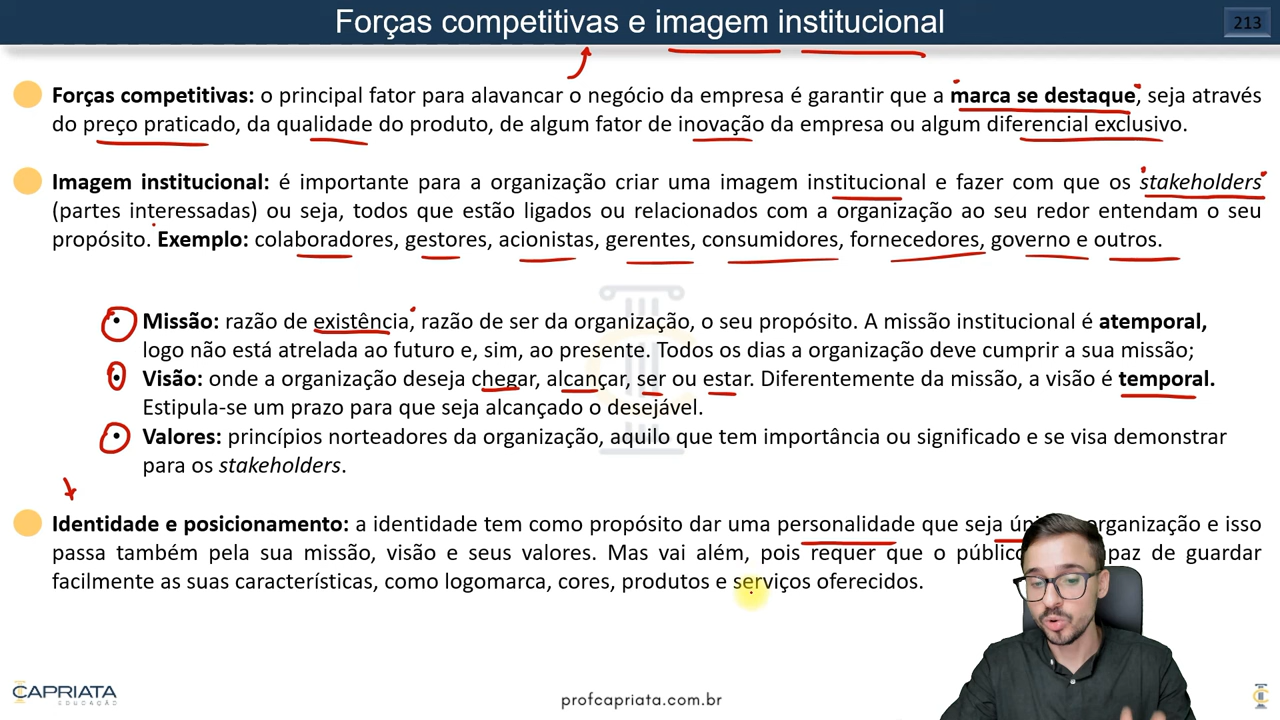 Forças competitivas e imagem institucional
213
Forças competitivas: o principal fator para alavancar o negócio da empresa é garantir que a marca se destaque, seja através
do preço praticado, da qualidade do produto, de algum fator de inovação da empresa ou algum diferencial exclusivo.
Imagem institucional: é importante para a organização criar uma imagem institucional e fazer com que os stakeholders
(partes interessadas) ou seja, todos que estão ligados ou relacionados com a organização ao seu redor entendam o seu
propósito. Exemplo: colaboradores, gestores, acionistas, gerentes, consumidores, fornecedores, governo e outros.
• Missão: razão de existência, razão de ser da organização, o seu propósito. A missão institucional é atemporal,
logo não está atrelada ao futuro e, sim, ao presente. Todos os dias a organização deve cumprir a sua missão;
• Visão: onde a organização deseja chegar, alcançar, ser ou estar. Diferentemente da missão, a visão é temporal.
Estipula-se um prazo para que seja alcançado o desejável.
• Valores: princípios norteadores da organização, aquilo que tem importância ou significado e se visa demonstrar
para os stakeholders.
Identidade e posicionamento: a identidade tem como propósito dar uma personalidade que seja organização e isso
passa também pela sua missão, visão e seus valores. Mas vai além, pois requer que o de guardar
facilmente as suas características, como logomarca, cores, produtos e serviços oferecidos.
CAPRIATA
EDUCAÇÃO
profcapriata.com.br